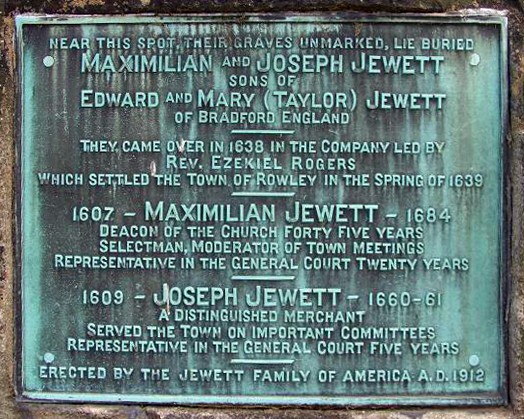 NEAR THIS SPOT, THEIR GRAVES UNMARKED, LIE BURIED
MAXIMILIAN AND JOSEPH JEWETT
SONS OF
EDWARD AND MARY (TAYLOR) JEWETT
OF BRADFORD ENGLAND
THEY CAME OVER IN 1638 IN THE COMPANY LED BY
REV. EZEKIEL ROGERS
WHICH SETTLED THE TOWN OF ROWLEY IN THE SPRING OF 1639
1607 - MAXIMILIAN JEWETT - 1684
DEACON OF THE CHURCH FORTY FIVE YEARS
SELECTMAN, MODERATOR OF TOWN MEETINGS
REPRESENTATIVE IN THE GENERAL COURT TWENTY YEARS
1609 - JOSEPH JEWETT - 1660-61
A DISTINGUISHED MERCHANT
SERVED THE TOWN ON IMPORTANT COMMITTEES
REPRESENTATIVE IN THE GENERAL COURT FIVE YEARS
ERECTED BY THE JEWETT FAMILY OF AMERICA A.D. 1912